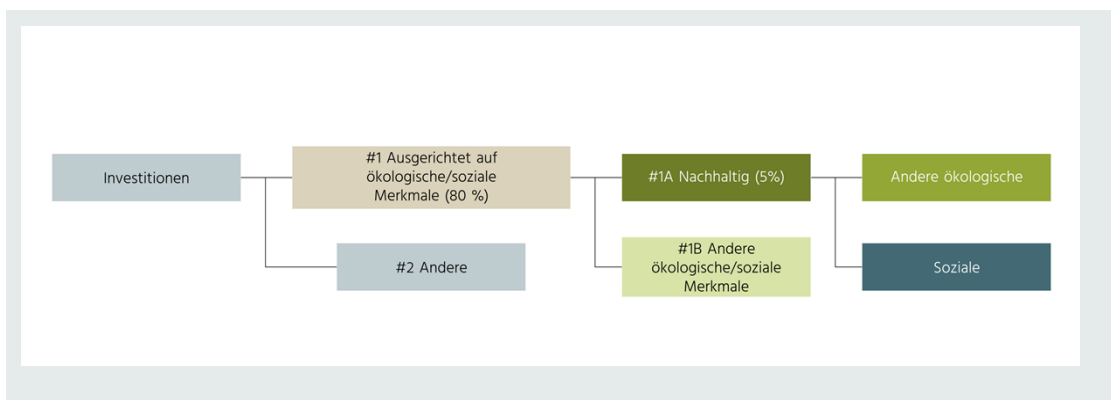 Investitionen
#1 Ausgerichtet auf
ökologische/soziale
Merkmale (80 %)
#1A Nachhaltig (5%)
Andere ökologische
#2 Andere
#1B Andere
ökologische/soziale
Merkmale
Soziale